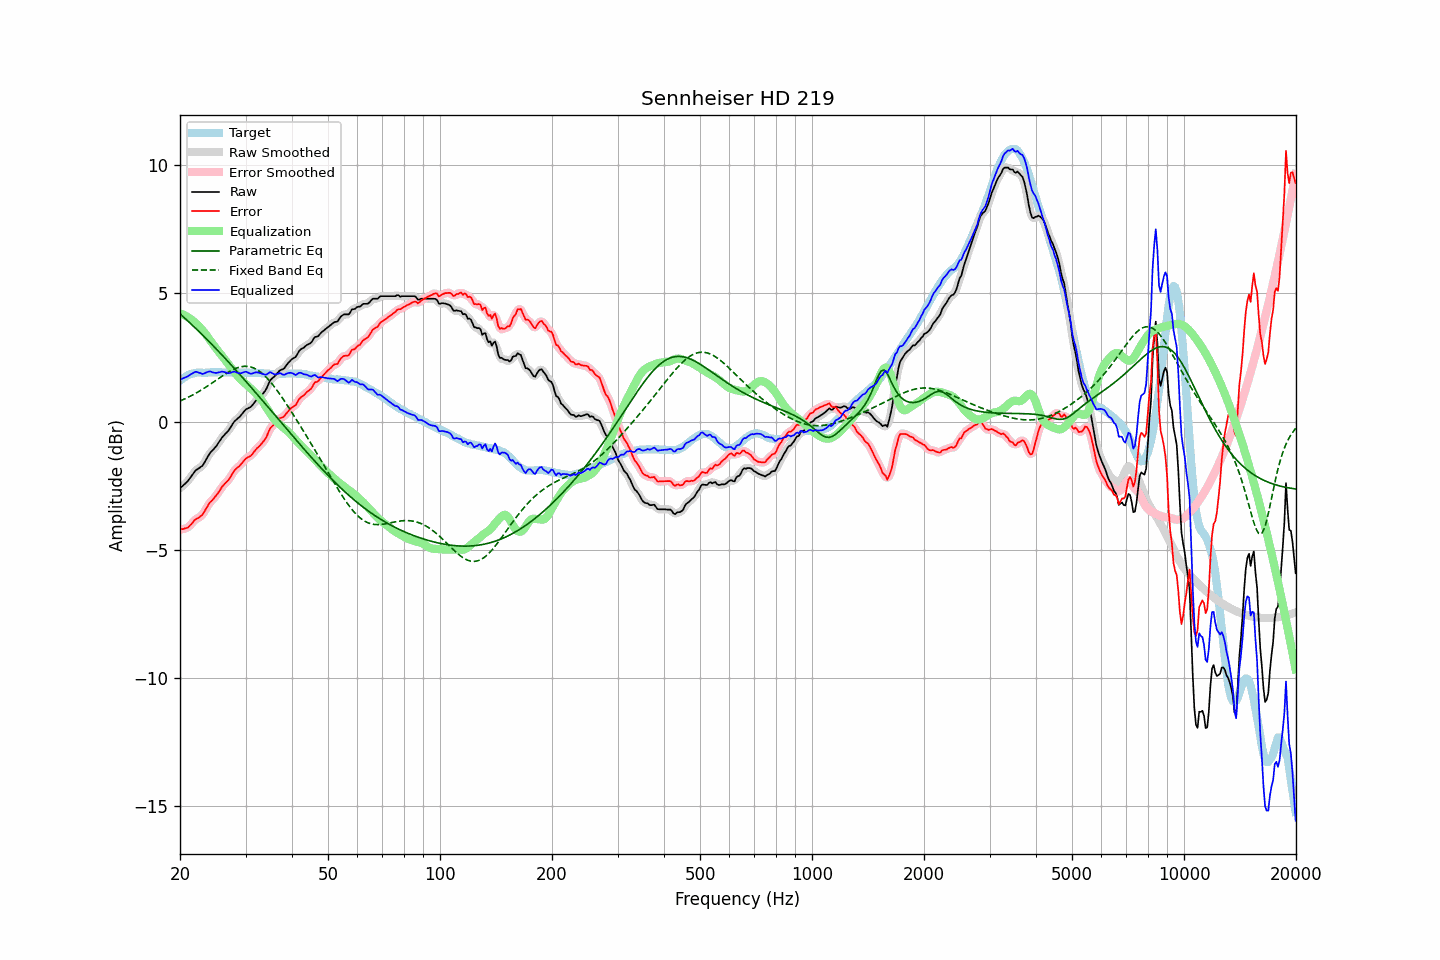 Sennheiser HD 219
Target
Raw Smoothed
Error Smoothed
Raw
Error
Equalization
Parametric Eq
Fixed Band Eq
Equalized
Amplitude (dBr)
10
5
0
−5
−10
−15
20 50 100 200 500 1000 2000 5000 10000 20000
Frequency (Hz)